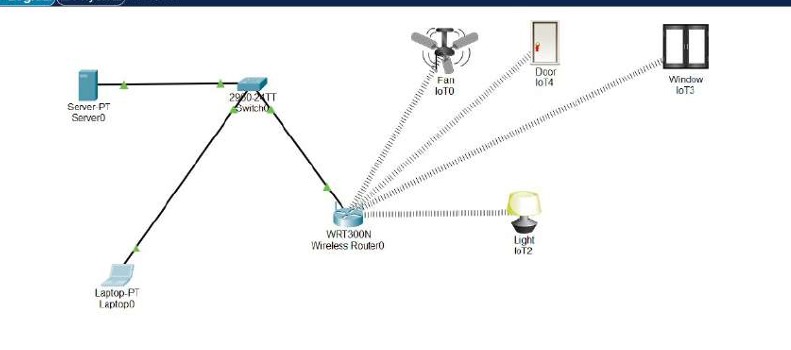 Server-PT
Server0
2960-24TT
Switch0
Fan
IoT0
Door
IoT4
Window
IoT3
WRT300N
Wireless Router0
Light
IoT2
Laptop-PT
Laptop0